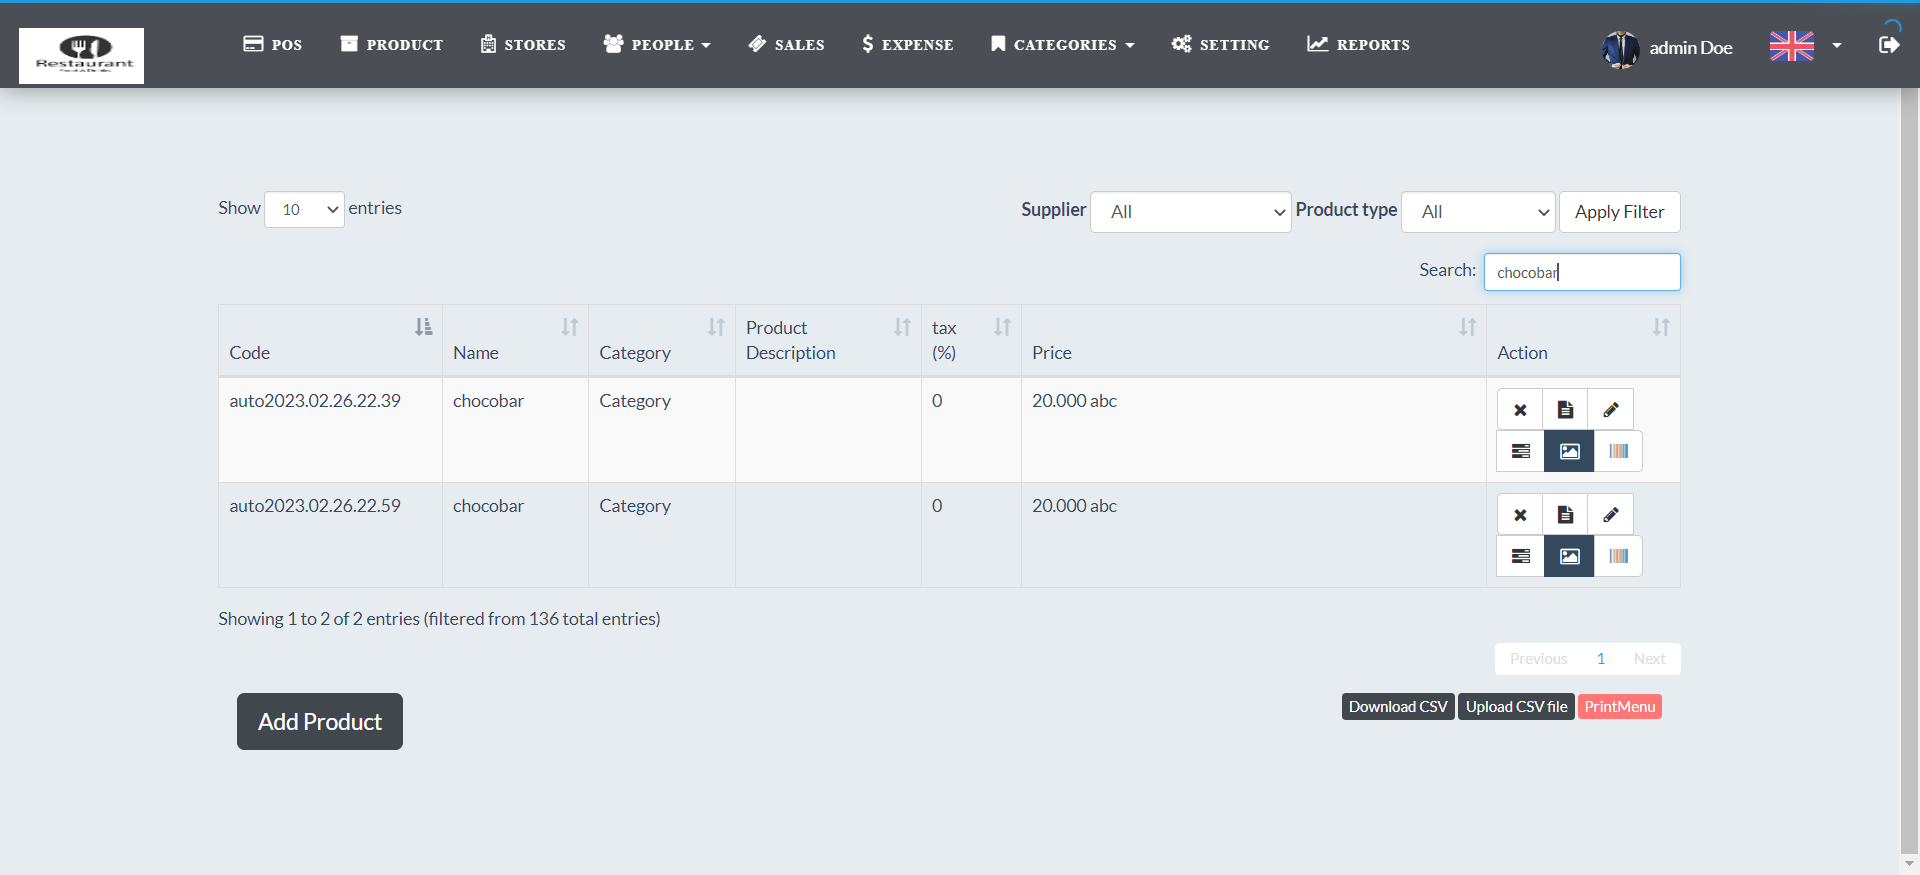 Restaurant
POS PRODUCT STORES PEOPLE SALES EXPENSE CATEGORIES SETTING REPORTS admin Doe
Show 10 entries
Supplier All Product type All Apply Filter
Search: chocobar
Code Name Category Product Description tax (%) Price Action
auto2023.02.26.22.39 chocobar Category 0 20.000 abc
auto2023.02.26.22.59 chocobar Category 0 20.000 abc
Showing 1 to 2 of 2 entries (filtered from 136 total entries)
Previous 1 Next
Add Product
Download CSV Upload CSV file PrintMenu